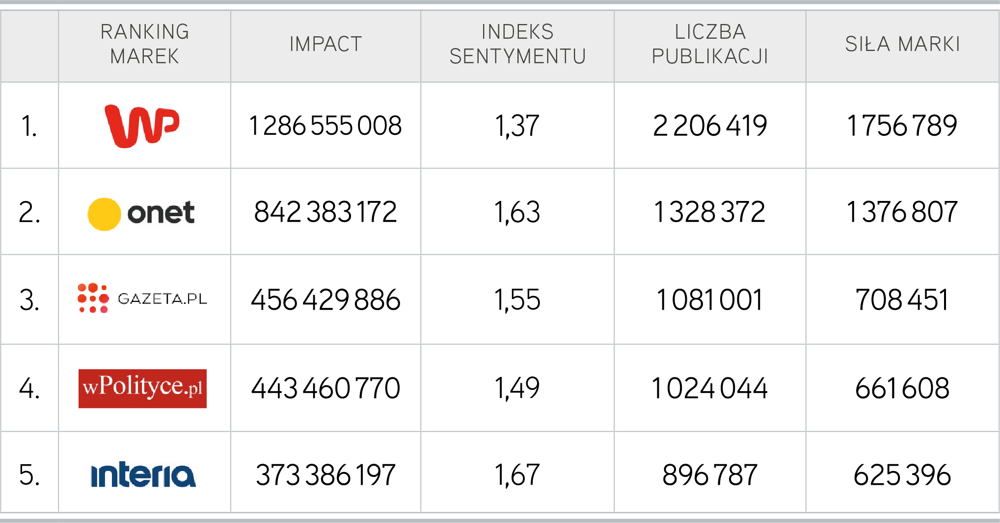 RANKING MAREK IMPACT INDEKS SENTYMENTU LICZBA PUBLIKACJI SIŁA MARKI
1. WP 1 286 555 008 1,37 2 206 419 1 756 789
2. onet 842 383 172 1,63 1 328 372 1 376 807
3. GAZETA.PL 456 429 886 1,55 1 081 001 708 451
4. wPolityce.pl 443 460 770 1,49 1 024 044 661 608
5. interia 373 386 197 1,67 896 787 625 396